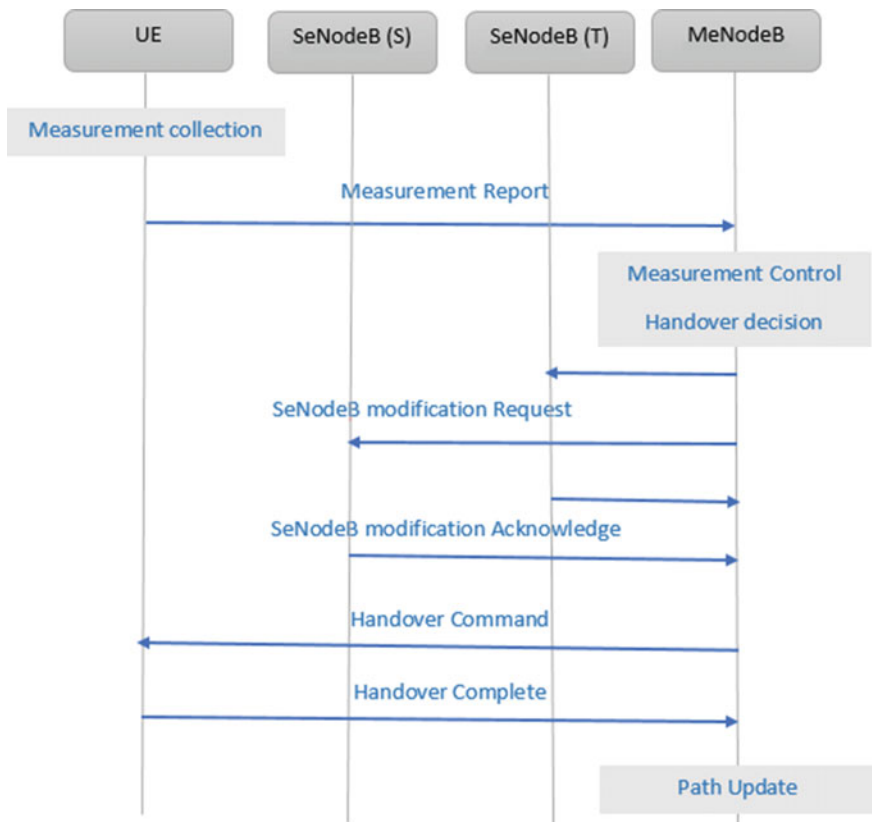 UE
SeNodeB (S)
SeNodeB (T)
MeNodeB
Measurement collection
Measurement Report
Measurement Control
Handover decision
SeNodeB modification Request
SeNodeB modification Acknowledge
Handover Command
Handover Complete
Path Update